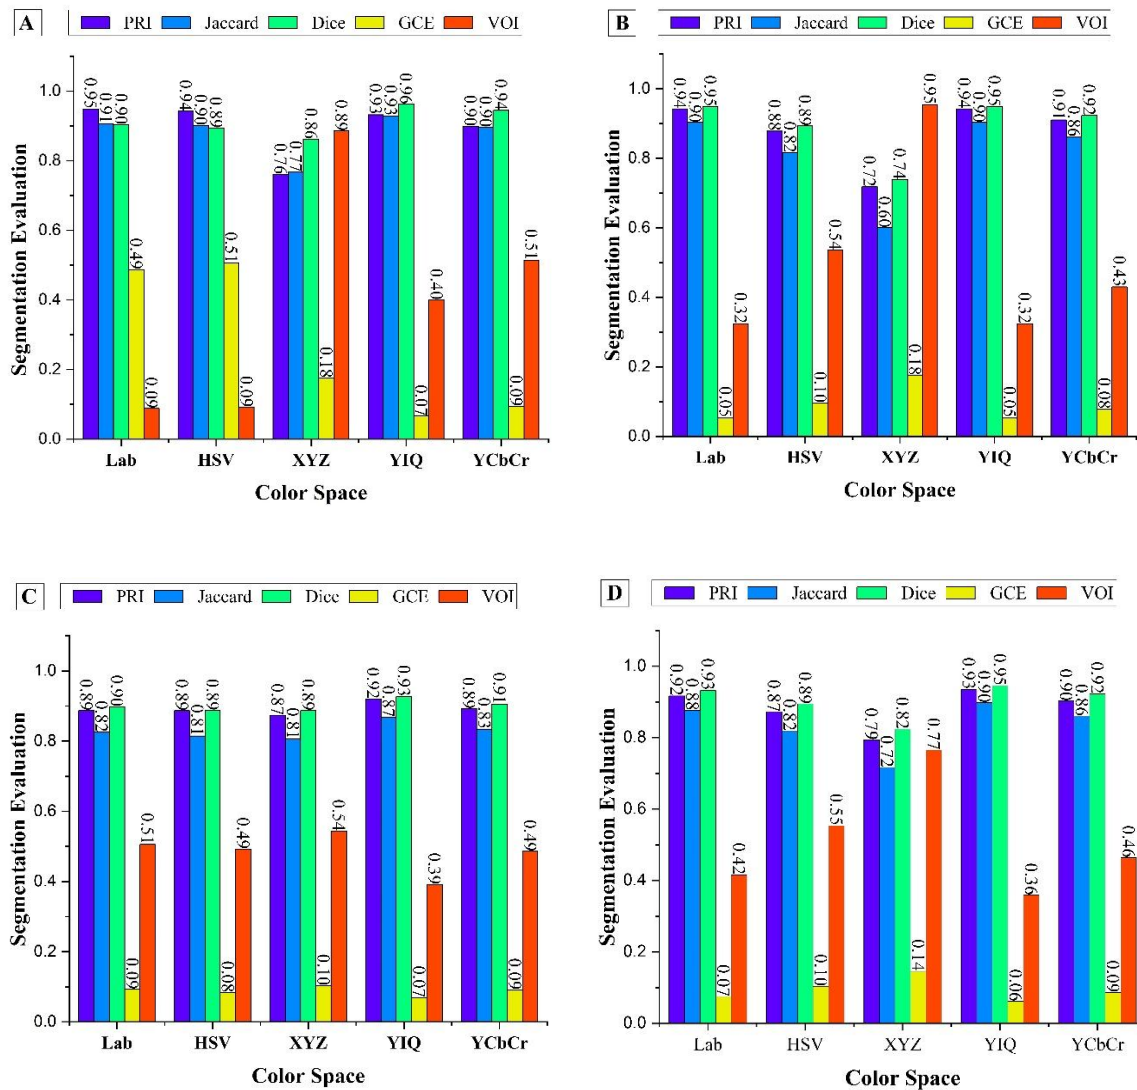 A PRI Jaccard Dice GCE VOI
Segmentation Evaluation
1.0
0.8
0.6
0.4
0.2
0.0
0.95 0.91 0.90 0.49 0.09
0.94 0.90 0.89 0.51 0.09
0.76 0.77 0.86 0.18 0.89
0.93 0.93 0.96 0.07 0.40
0.90 0.90 0.94 0.09 0.51
Lab HSV XYZ YIQ YCbCr
Color Space
B PRI Jaccard Dice GCE VOI
Segmentation Evaluation
1.0
0.8
0.6
0.4
0.2
0.0
0.94 0.90 0.95 0.05 0.32
0.88 0.82 0.89 0.10 0.54
0.72 0.60 0.74 0.18 0.95
0.94 0.90 0.95 0.05 0.32
0.91 0.86 0.92 0.08 0.43
Lab HSV XYZ YIQ YCbCr
Color Space
C PRI Jaccard Dice GCE VOI
Segmentation Evaluation
1.0
0.8
0.6
0.4
0.2
0.0
0.89 0.82 0.90 0.09 0.51
0.89 0.81 0.89 0.08 0.49
0.87 0.81 0.89 0.10 0.54
0.92 0.87 0.93 0.07 0.39
0.89 0.83 0.91 0.09 0.49
Lab HSV XYZ YIQ YCbCr
Color Space
D PRI Jaccard Dice GCE VOI
Segmentation Evaluation
1.0
0.8
0.6
0.4
0.2
0.0
0.92 0.88 0.93 0.07 0.42
0.87 0.82 0.89 0.10 0.55
0.79 0.72 0.82 0.14 0.77
0.93 0.90 0.95 0.06 0.36
0.90 0.86 0.92 0.09 0.46
Lab HSV XYZ YIQ YCbCr
Color Space